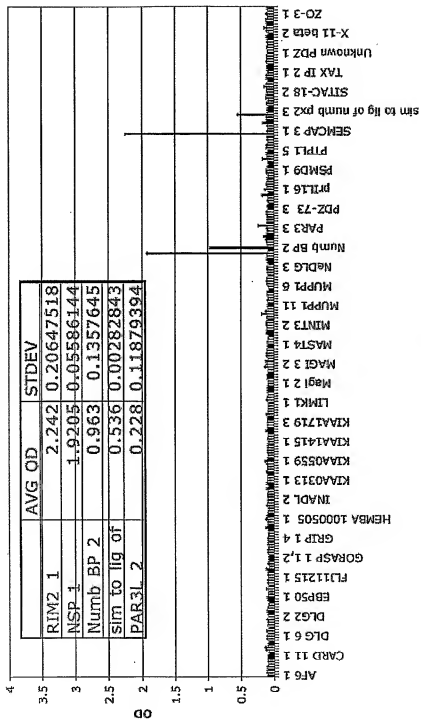 AVG OD STDEV
RIM2 1 2.242 0.20647518
NSP 1 1.9205 0.05586144
Numb BP 2 0.963 0.1357645
sim to lig of 0.536 0.00282843
PAR3L 2 0.228 0.11879394
4
3.5
3
2.5
2
1.5
1
0.5
0
OD
AF6 1
CARD 11 1
DLG 6 1
DLG2 2
EBP50 1
FLJ11215 1
GORASP 1 1,2
GRIP 1 4
HEMBA 1000505 1
INADL 2
KIAA0313 1
KIAA0559 1
KIAA1415 1
KIAA1719 3
LIMK1 1
Magi 2 1
MAGI 3 2
MAST4 1
MINT3 2
MUPP1 11
MUPP1 6
NeDLG 3
Numb BP 2
PAR3 3
PDZ-73 3
prIL16 1
PSMD9 1
PTPL1 5
SEMCAP 3 1
sim to lig of numb px2 3
SITAC-18 2
TAX IP 2 1
Unknown PDZ 1
X-11 beta 2
ZO-3 1